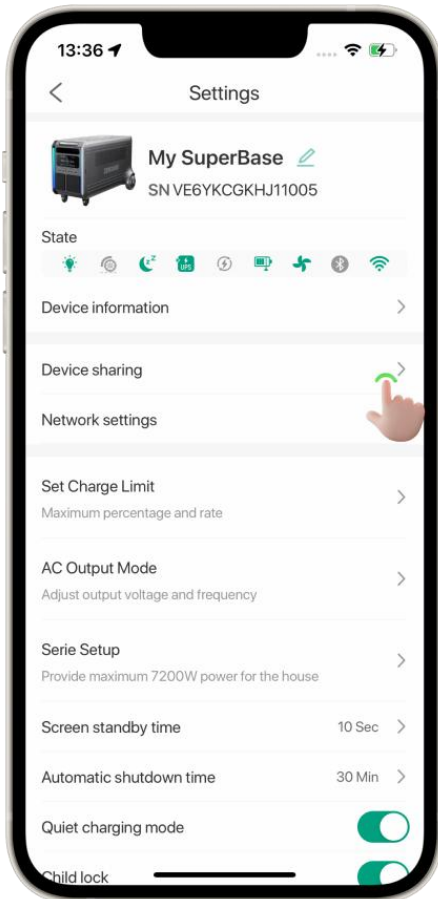 13:36
Settings
My SuperBase
SN VE6YKCGKHJ11005
State
UPS
Device information
Device sharing
Network settings
Set Charge Limit
Maximum percentage and rate
AC Output Mode
Adjust output voltage and frequency
Serie Setup
Provide maximum 7200W power for the house
Screen standby time 10 Sec
Automatic shutdown time 30 Min
Quiet charging mode
Child lock